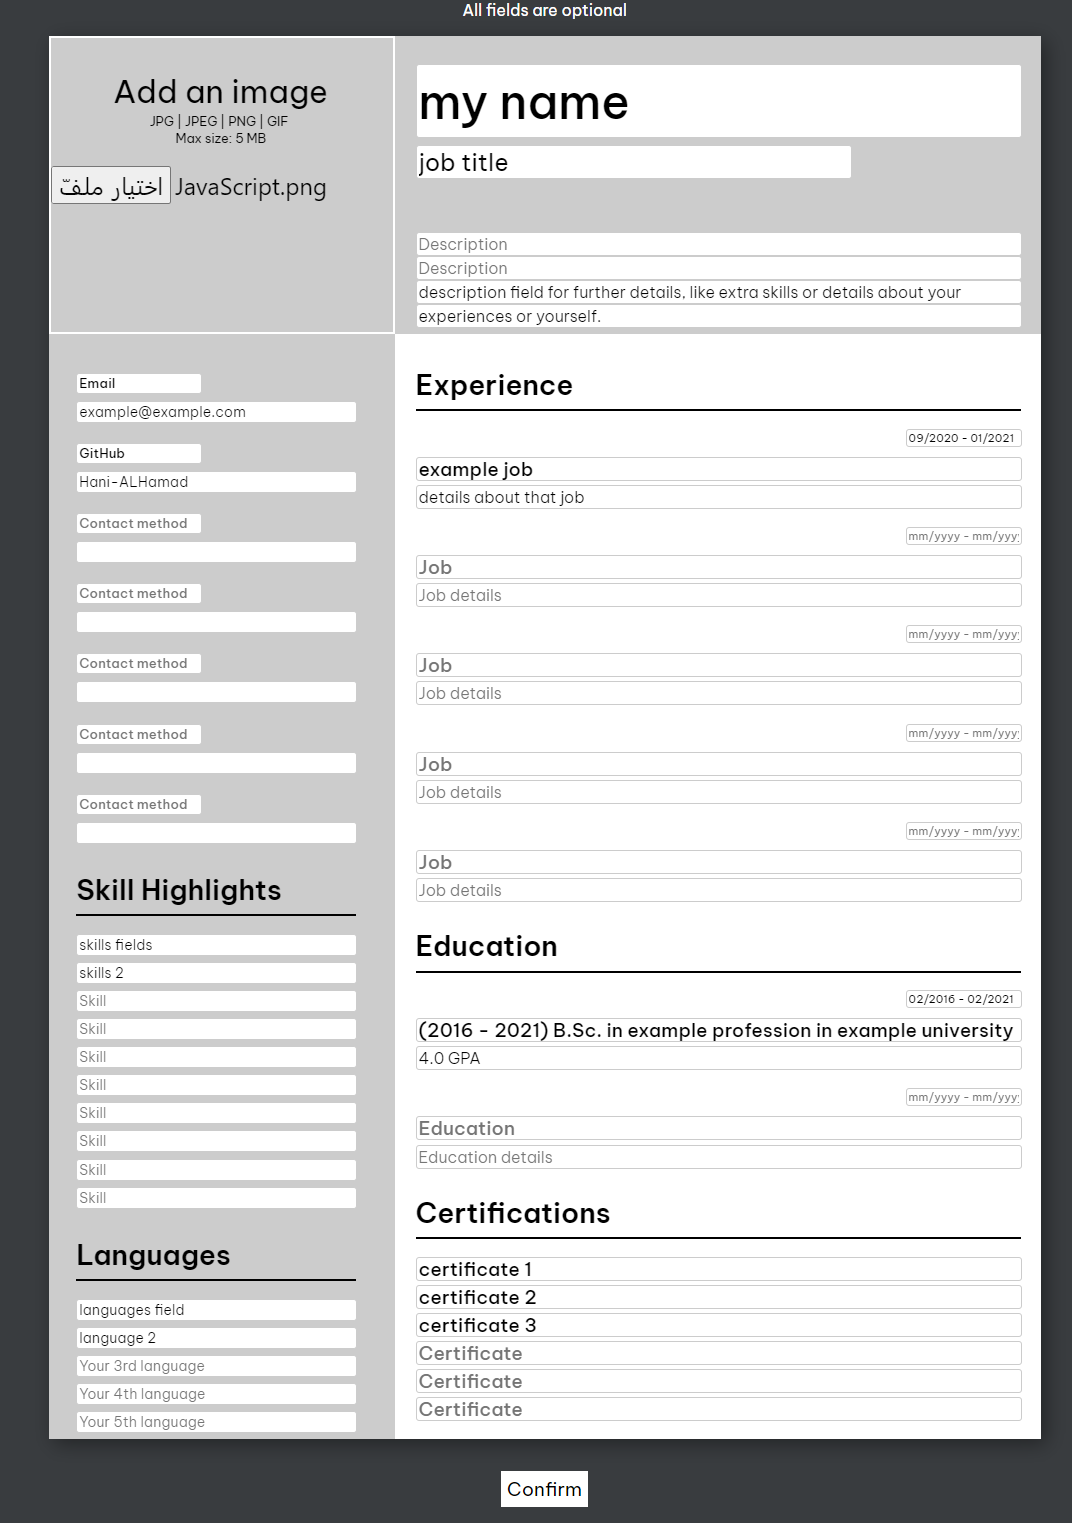 All fields are optional
Add an image
JPG | JPEG | PNG | GIF
Max size: 5 MB
اختيار ملفّ JavaScript.png
my name
job title
Description
Description
description field for further details, like extra skills or details about your
experiences or yourself.
Email
example@example.com
GitHub
Hani-ALHamad
Contact method
Contact method
Contact method
Contact method
Contact method
Skill Highlights
skills fields
skills 2
Skill
Skill
Skill
Skill
Skill
Skill
Skill
Skill
Languages
languages field
language 2
Your 3rd language
Your 4th language
Your 5th language
Experience
09/2020 - 01/2021
example job
details about that job
mm/yyyy - mm/yyy
Job
Job details
mm/yyyy - mm/yyy
Job
Job details
mm/yyyy - mm/yyy
Job
Job details
mm/yyyy - mm/yyy
Job
Job details
Education
02/2016 - 02/2021
(2016 - 2021) B.Sc. in example profession in example university
4.0 GPA
mm/yyyy - mm/yyy
Education
Education details
Certifications
certificate 1
certificate 2
certificate 3
Certificate
Certificate
Certificate
Confirm